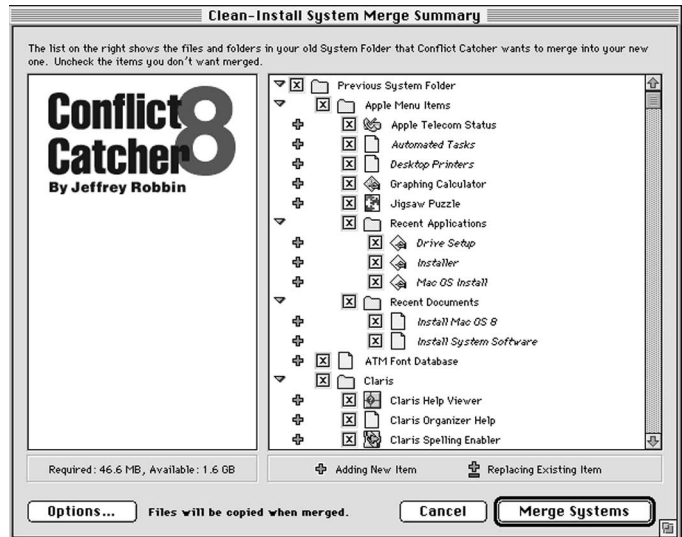 Clean-Install System Merge Summary
The list on the right shows the files and folders in your old System Folder that Conflict Catcher wants to merge into your new
one. Uncheck the items you don't want merged.
Conflict
Catcher 8
By Jeffrey Robbin
Previous System Folder
Apple Menu Items
Apple Telecom Status
Automated Tasks
Desktop Printers
Graphing Calculator
Jigsaw Puzzle
Recent Applications
Drive Setup
Installer
Mac OS Install
Recent Documents
Install Mac OS 8
Install System Software
ATM Font Database
Claris
Claris Help Viewer
Claris Organizer Help
Claris Spelling Enabler
Required: 46.6 MB, Available: 1.6 GB
Adding New Item
Replacing Existing Item
Options...
Files will be copied when merged.
Cancel
Merge Systems